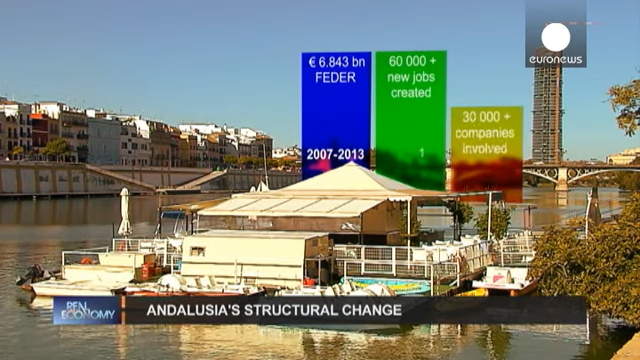 euronews
€ 6.843 bn
FEDER
2007-2013
60 000 +
new jobs
created
1
30 000 +
companies
involved
REAL
ECONOMY
ANDALUSIA'S STRUCTURAL CHANGE